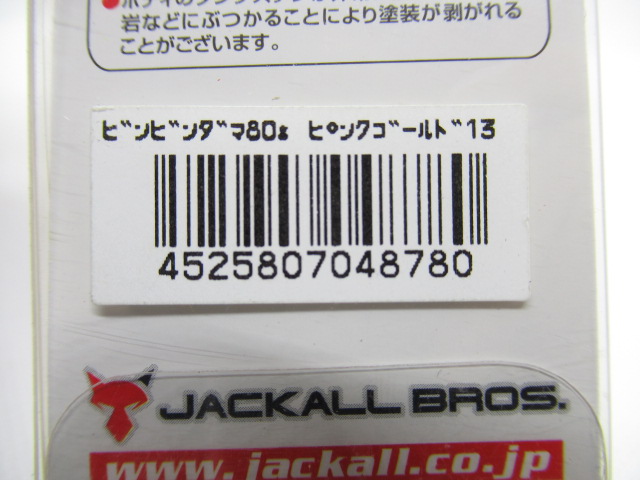 岩などにぶつかることにより塗装が剥がれる
ことがございます。
ﾋﾞﾝﾋﾞﾝﾀﾞﾏ80g ﾋﾟﾝｸｺﾞｰﾙﾄﾞ13
4525807048780
JACKALL BROS.
www.jackall.co.jp